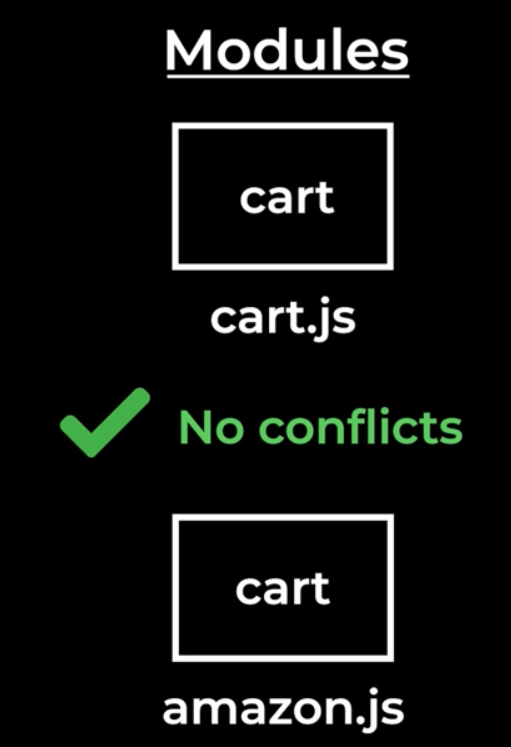 Modules
cart
cart.js
No conflicts
cart
amazon.js